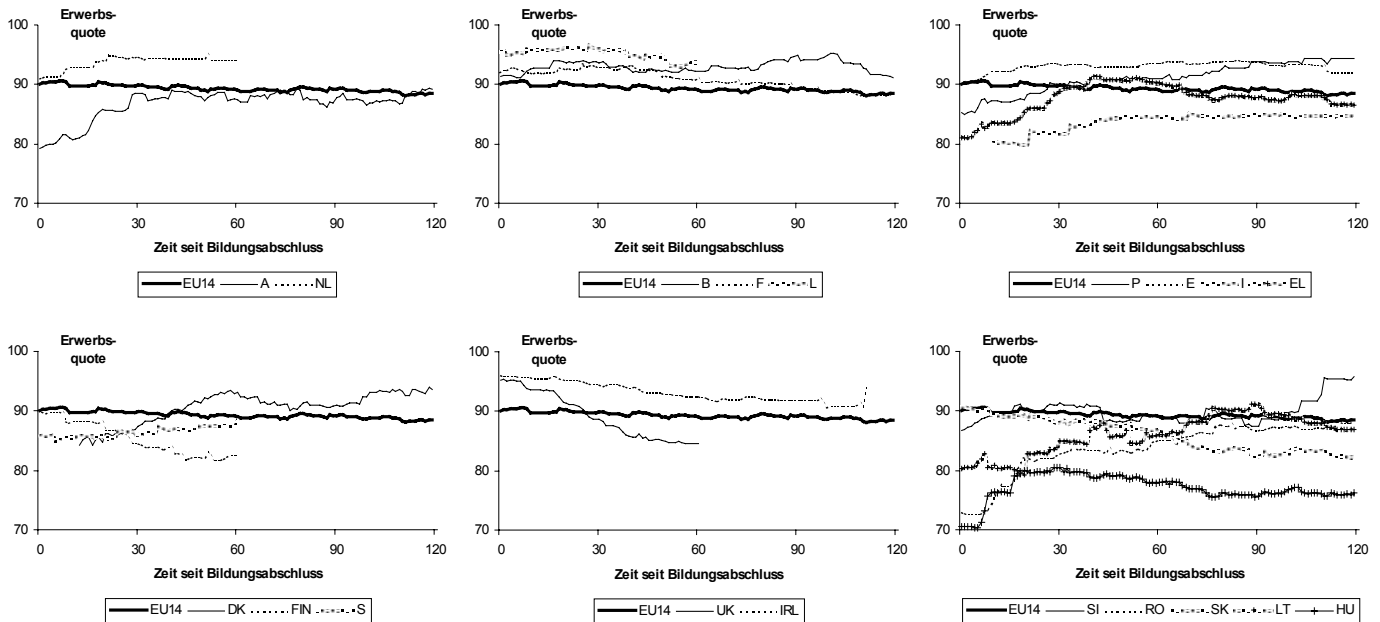 Erwerbs-
quote
100
90
80
70
0 30 60 90 120
Zeit seit Bildungsabschluss
EU14 A NL
Erwerbs-
quote
100
90
80
70
0 30 60 90 120
Zeit seit Bildungsabschluss
EU14 B F L
Erwerbs-
quote
100
90
80
70
0 30 60 90 120
Zeit seit Bildungsabschluss
EU14 P E I EL
Erwerbs-
quote
100
90
80
70
0 30 60 90 120
Zeit seit Bildungsabschluss
EU14 DK FIN S
Erwerbs-
quote
100
90
80
70
0 30 60 90 120
Zeit seit Bildungsabschluss
EU14 UK IRL
Erwerbs-
quote
100
90
80
70
0 30 60 90 120
Zeit seit Bildungsabschluss
EU14 SI RO SK LT HU